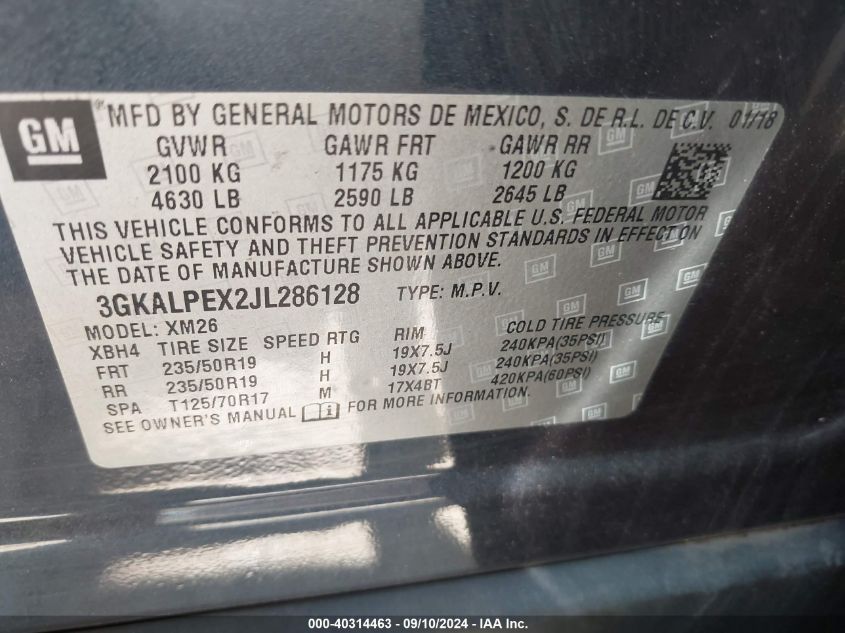 GM
® MFD BY GENERAL MOTORS DE MEXICO, S. DE R.L. DE C.V. 01/18
GVWR GAWR FRT GAWR RR
2100 KG 1175 KG 1200 KG
4630 LB 2590 LB 2645 LB
THIS VEHICLE CONFORMS TO ALL APPLICABLE U.S. FEDERAL MOTOR
VEHICLE SAFETY AND THEFT PREVENTION STANDARDS IN EFFECT ON
THE DATE OF MANUFACTURE SHOWN ABOVE.
3GKALPEX2JL286128 TYPE: M.P.V.
MODEL: XM26
XBH4 TIRE SIZE SPEED RTG RIM COLD TIRE PRESSURE
FRT 235/50R19 H 19X7.5J 240KPA(35PSI)
RR 235/50R19 H 19X7.5J 240KPA(35PSI)
SPA T125/70R17 M 17X4BT 420KPA(60PSI)
SEE OWNER'S MANUAL FOR MORE INFORMATION.
000-40314463 - 09/10/2024 - IAA Inc.